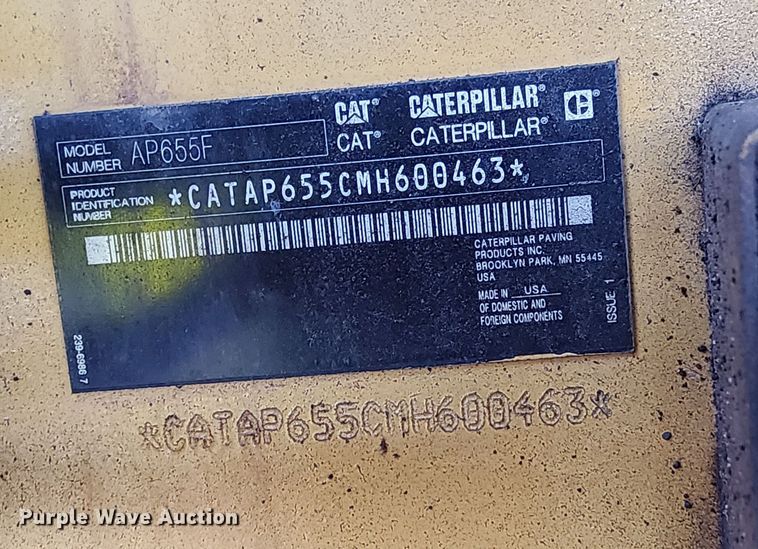 CAT® CATERPILLAR®
CAT® CATERPILLAR®
MODEL NUMBER AP655F
PRODUCT IDENTIFICATION NUMBER *CATAP655CMH600463*
CATERPILLAR PAVING
PRODUCTS INC.
BROOKLYN PARK, MN 55445
USA
MADE IN USA
OF DOMESTIC AND
FOREIGN COMPONENTS
ISSUE 1
239-6986 7
*CATAP655CMH600463*
Purple Wave Auction